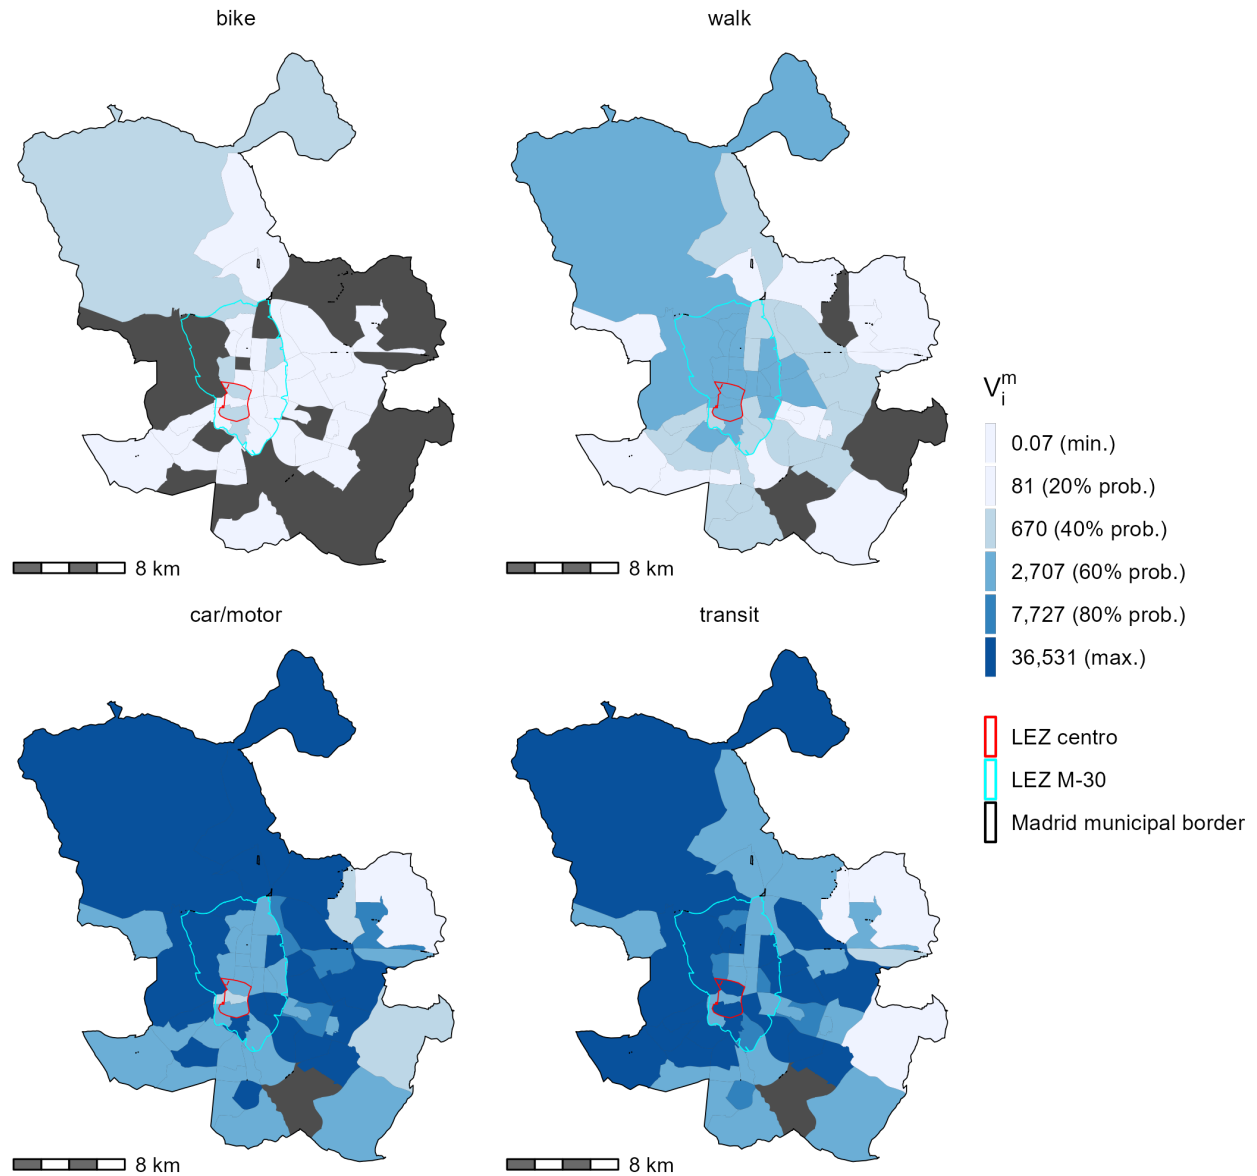 bike
walk
8 km
8 km
car/motor
transit
8 km
8 km
V_i^m
0.07 (min.)
81 (20% prob.)
670 (40% prob.)
2,707 (60% prob.)
7,727 (80% prob.)
36,531 (max.)
LEZ centro
LEZ M-30
Madrid municipal border